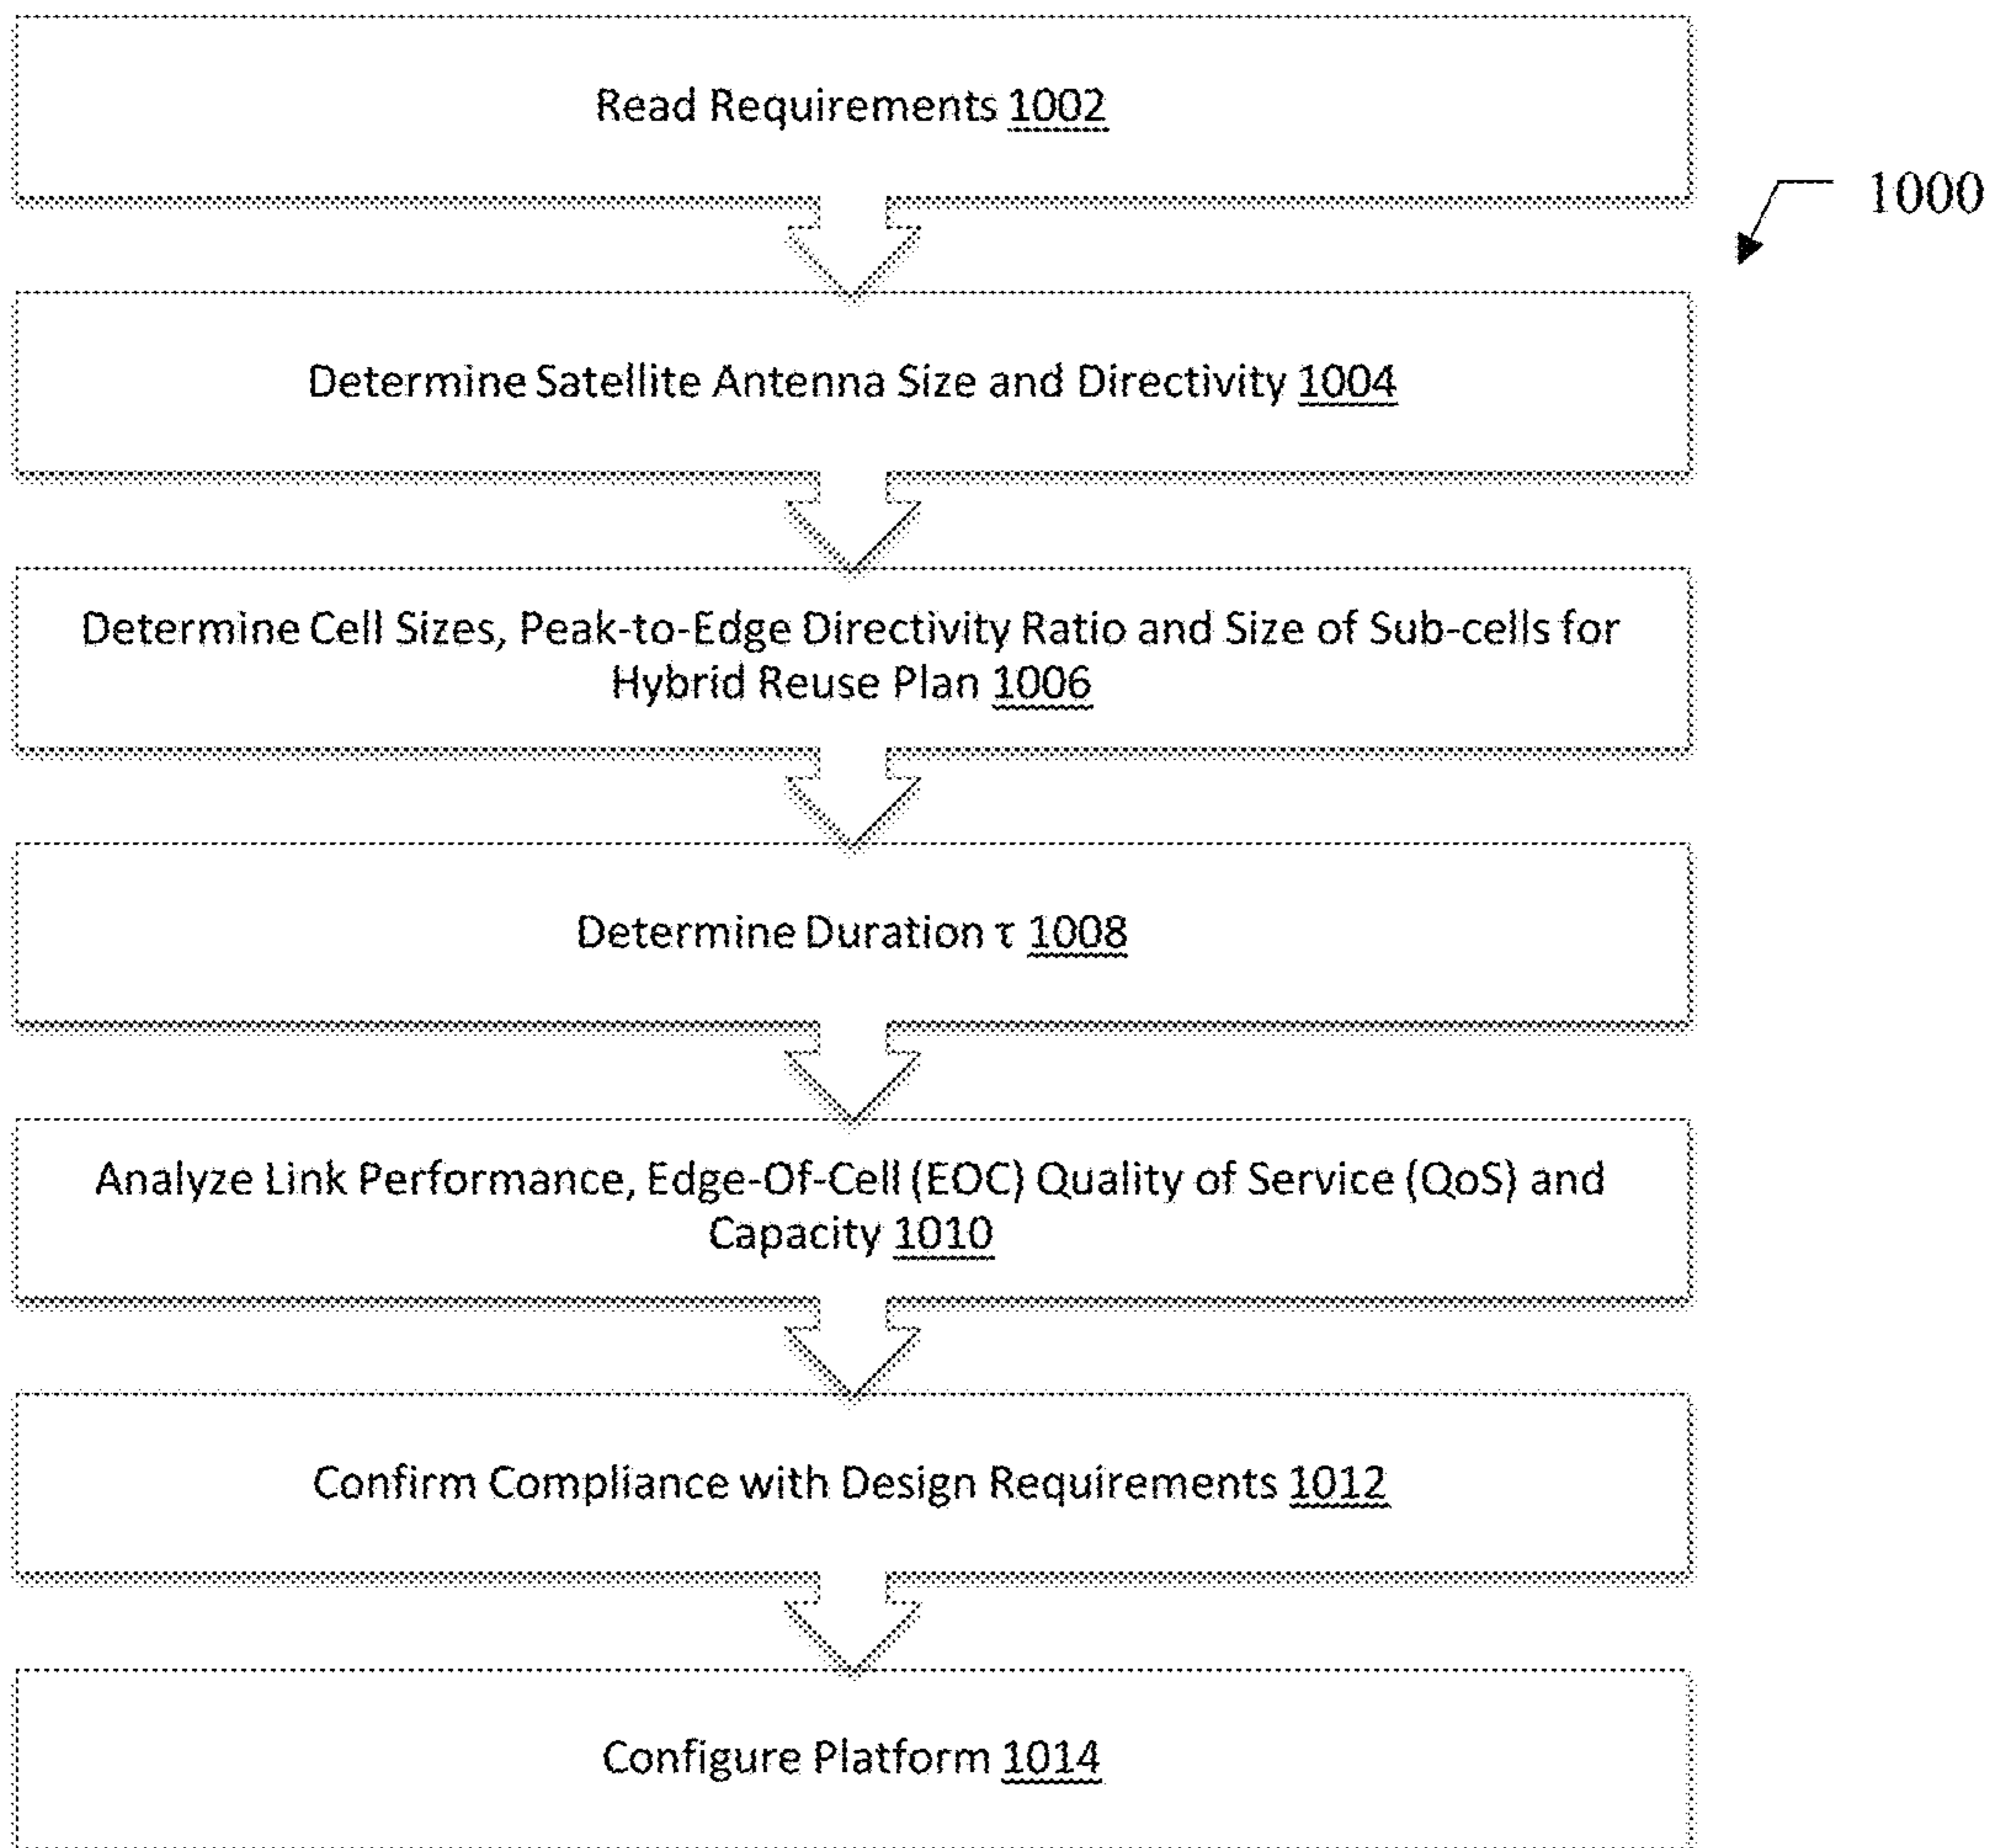 Read Requirements 1002
1000
Determine Satellite Antenna Size and Directivity 1004
Determine Cell Sizes, Peak-to-Edge Directivity Ratio and Size of Sub-cells for
Hybrid Reuse Plan 1006
Determine Duration τ 1008
Analyze Link Performance, Edge-Of-Cell (EOC) Quality of Service (QoS) and
Capacity 1010
Confirm Compliance with Design Requirements 1012
Configure Platform 1014